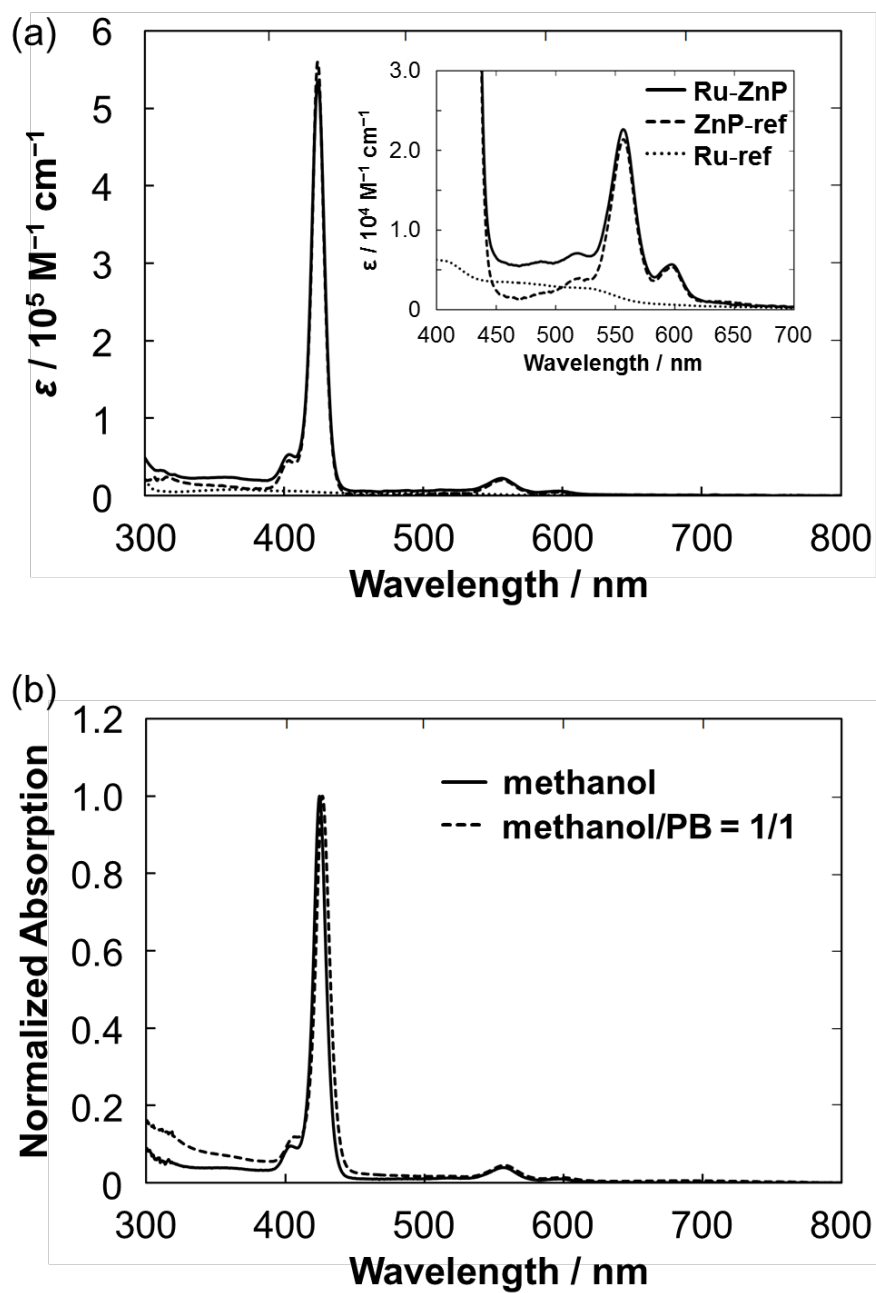 (a)
6
5
4
3
2
1
0
ε / 10⁵ M⁻¹ cm⁻¹
300 400 500 600 700 800
Wavelength / nm
3.0
2.0
1.0
0
ε / 10⁴ M⁻¹ cm⁻¹
Ru-ZnP
ZnP-ref
Ru-ref
400 450 500 550 600 650 700
Wavelength / nm
(b)
1.2
1.0
0.8
0.6
0.4
0.2
0
Normalized Absorption
methanol
methanol/PB = 1/1
300 400 500 600 700 800
Wavelength / nm